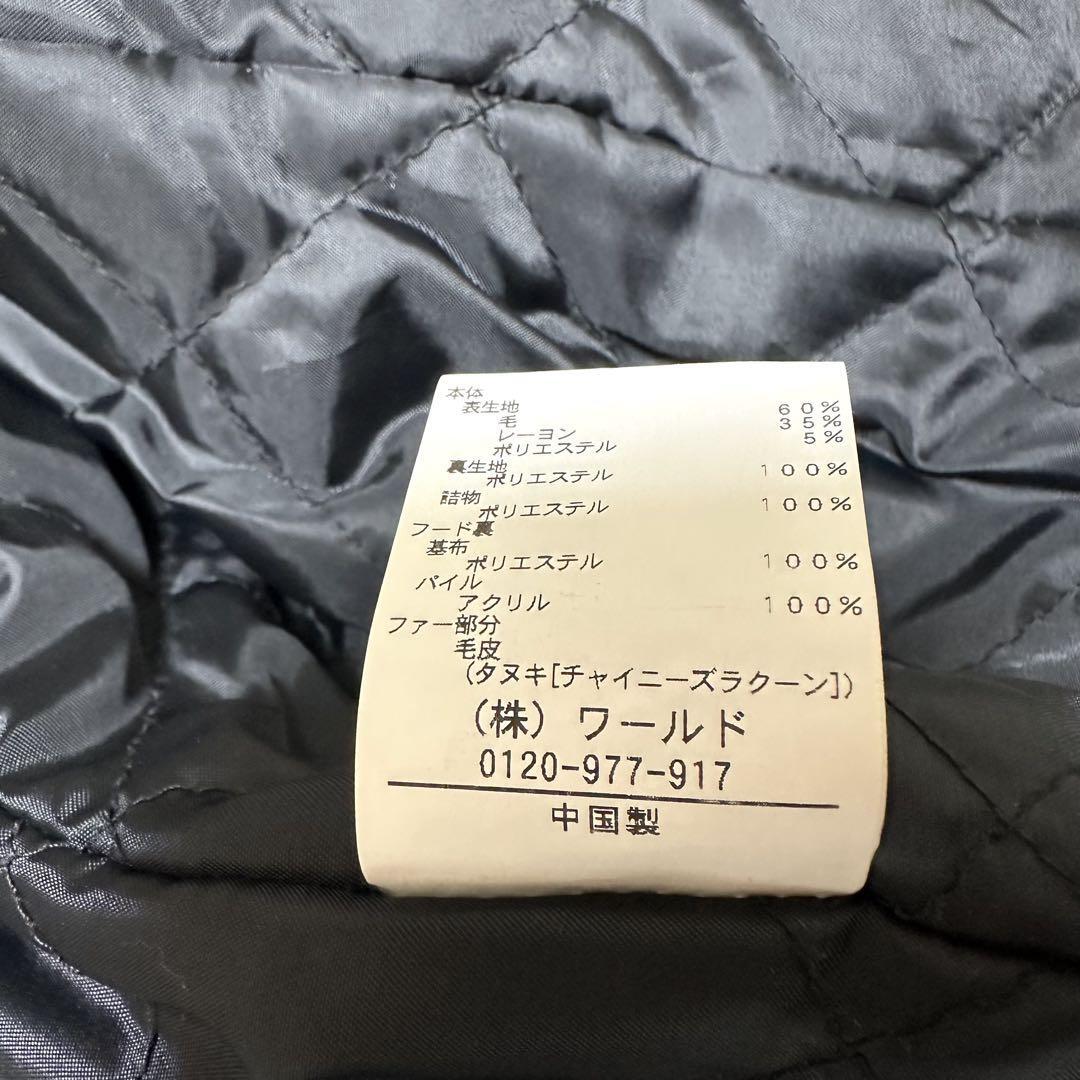 本体
表生地
毛 60%
レーヨン 35%
ポリエステル 5%
裏生地
ポリエステル 100%
詰物
ポリエステル 100%
フード裏
基布
ポリエステル 100%
パイル
アクリル 100%
ファー部分
毛皮
(タヌキ[チャイニーズラクーン])
(株) ワールド
0120-977-917
中国製